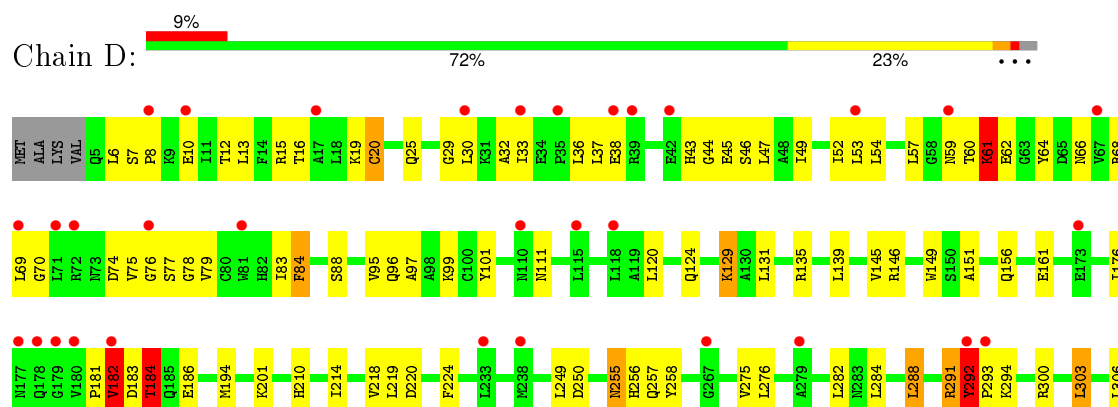 9%
Chain D:
72% 23% • • •
MET ALA LYS VAL Q5 L6 S7 P8 K9 E10 I11 T12 L13 F14 R15 T16 A17 L18 K19 C20 Q25 G29 L30 K31 A32 I33 E34 P35 L36 L37 E38 R39 E42 H43 G44 E45 S46 L47 A48 I49 I52 L53 L54 L57 G58 N59 T60 K61 E62 G63 Y64 D65 N66 V67 R68
L69 G70 L71 R72 N73 D74 V75 G76 S77 G78 V79 C80 W81 H82 I83 F84 S88 V95 Q96 A97 A98 K99 C100 Y101 N110 N111 L115 L118 A119 L120 Q124 K129 A130 L131 R135 L139 V145 R146 W149 S150 A151 Q156 E161 E173
N177 Q178 G179 V180 P181 V182 D183 T184 Q185 E186 M194 K201 H210 I214 V218 L219 D220 F224 L233 M238 L249 D250 N255 H256 Q257 Y258 G267 V275 L276 A279 L282 N283 L284 L288 R291 Y292 P293 K294 R300 L303